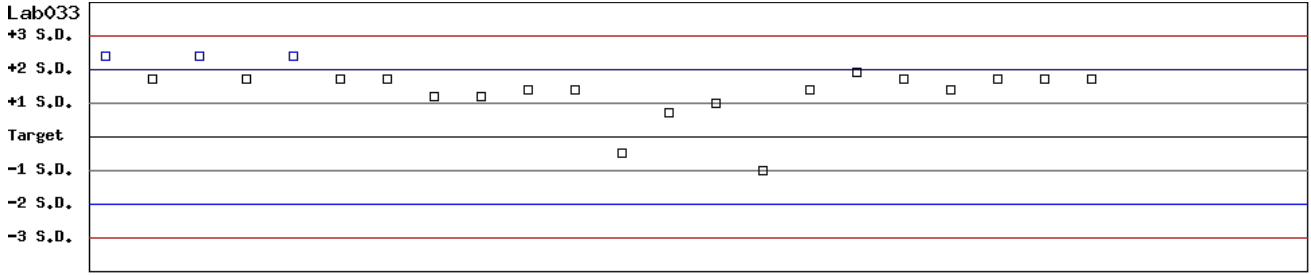 Lab033
+3 S.D.
+2 S.D.
+1 S.D.
Target
-1 S.D.
-2 S.D.
-3 S.D.